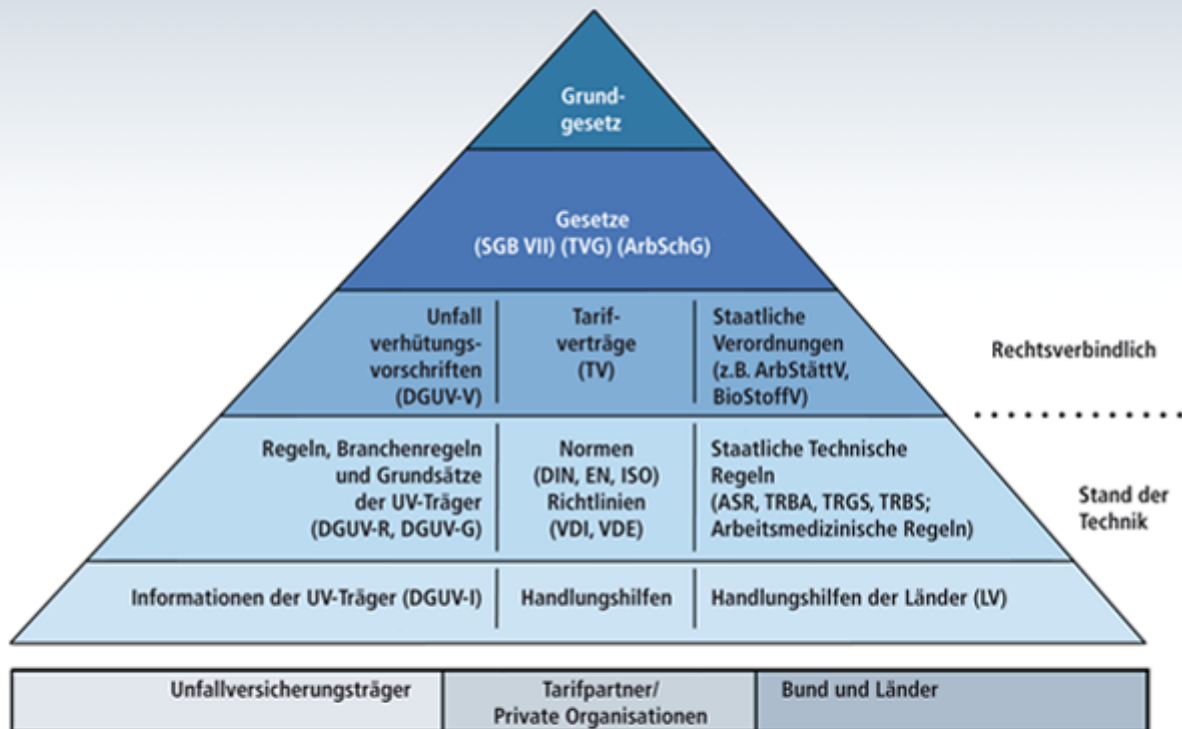 Grund-
gesetz
Gesetze
(SGB VII) (TVG) (ArbSchG)
Unfall
verhütungs-
vorschriften
(DGUV-V)
Tarif-
verträge
(TV)
Staatliche
Verordnungen
(z.B. ArbStättV,
BioStoffV)
Rechtsverbindlich
Regeln, Branchenregeln
und Grundsätze
der UV-Träger
(DGUV-R, DGUV-G)
Normen
(DIN, EN, ISO)
Richtlinien
(VDI, VDE)
Staatliche Technische
Regeln
(ASR, TRBA, TRGS, TRBS;
Arbeitsmedizinische Regeln)
Stand der
Technik
Informationen der UV-Träger (DGUV-I)
Handlungshilfen
Handlungshilfen der Länder (LV)
Unfallversicherungsträger
Tarifpartner/
Private Organisationen
Bund und Länder